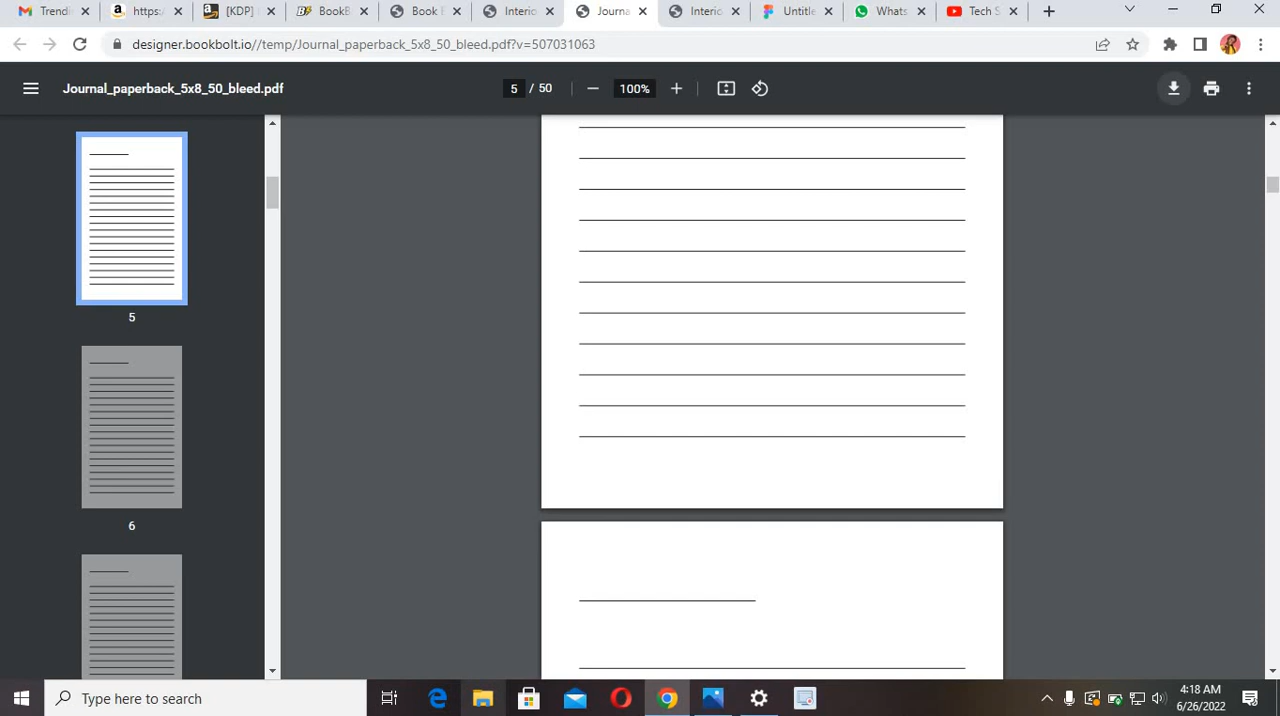 Trendi
https:
[KDP]
BookB
Book E
Interio
Journa
Interio
Untitle
Whats
Tech S
designer.bookbolt.io//temp/Journal_paperback_5x8_50_bleed.pdf?v=507031063
Journal_paperback_5x8_50_bleed.pdf
5 / 50
100%
5
6
Type here to search
4:18 AM
6/26/2022